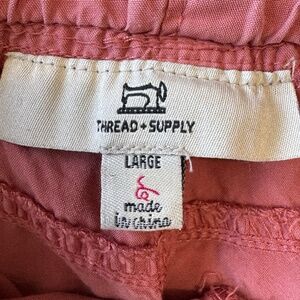 THREAD + SUPPLY
LARGE
made
in china